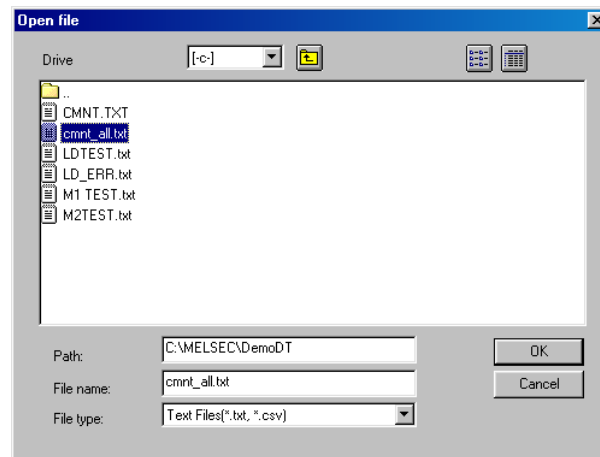 Open file
Drive [-c-]
..
CMNT.TXT
cmnt_all.txt
LDTEST.txt
LD_ERR.txt
M1 TEST.txt
M2TEST.txt
Path: C:\MELSEC\DemoDT OK
File name: cmnt_all.txt Cancel
File type: Text Files(*.txt, *.csv)